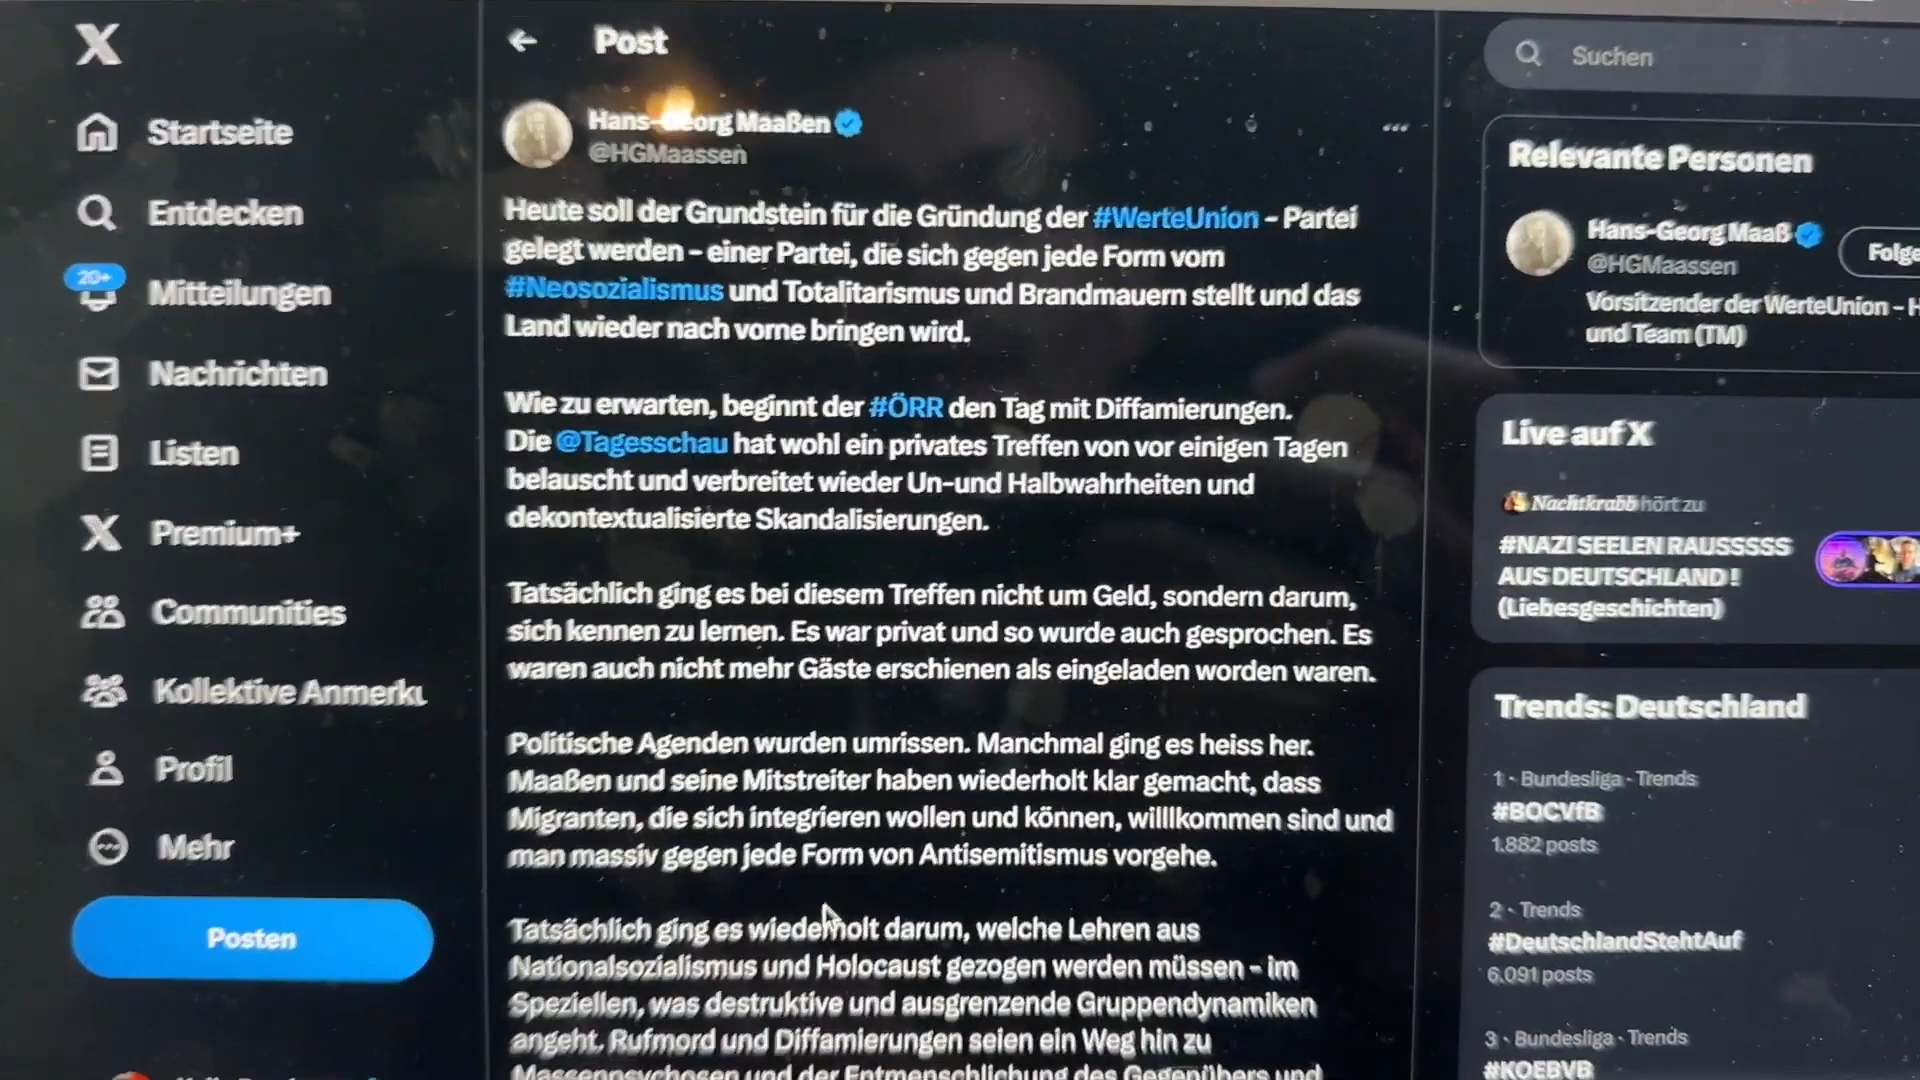 Startseite
Entdecken
20+
Mitteilungen
Nachrichten
Listen
Premium+
Communities
Kollektive Anmerku
Profil
Mehr
Posten
Post
Hans-Georg Maaßen
@HGMaassen
Heute soll der Grundstein für die Gründung der #WerteUnion – Partei
gelegt werden – einer Partei, die sich gegen jede Form vom
#Neosozialismus und Totalitarismus und Brandmauern stellt und das
Land wieder nach vorne bringen wird.
Wie zu erwarten, beginnt der #ÖRR den Tag mit Diffamierungen.
Die @Tagesschau hat wohl ein privates Treffen von vor einigen Tagen
belauscht und verbreitet wieder Un-und Halbwahrheiten und
dekontextualisierte Skandalisierungen.
Tatsächlich ging es bei diesem Treffen nicht um Geld, sondern darum,
sich kennen zu lernen. Es war privat und so wurde auch gesprochen. Es
waren auch nicht mehr Gäste erschienen als eingeladen worden waren.
Politische Agenden wurden umrissen. Manchmal ging es heiss her.
Maaßen und seine Mitstreiter haben wiederholt klar gemacht, dass
Migranten, die sich integrieren wollen und können, willlkommen sind und
man massiv gegen jede Form von Antisemitismus vorgehe.
Tatsächlich ging es wiederholt darum, welche Lehren aus
Nationalsozialismus und Holocaust gezogen werden müssen – im
Speziellen, was destruktive und ausgrenzende Gruppendynamiken
angeht. Rufmord und Diffamierungen seien ein Weg hin zu
Massenpsychosen und der Entmenschlichung des Gegenübers und
Suchen
Relevante Personen
Hans-Georg Maaß
@HGMaassen
Folge
Vorsitzender der WerteUnion – H
und Team (TM)
Live auf X
Nachtkrabb hört zu
#NAZI SEELEN RAUSSSSS
AUS DEUTSCHLAND !
(Liebesgeschichten)
Trends: Deutschland
1 · Bundesliga · Trends
#BOCVfB
1.882 posts
2 · Trends
#DeutschlandStehtAuf
6.091 posts
3 · Bundesliga · Trends
#KOEBVB